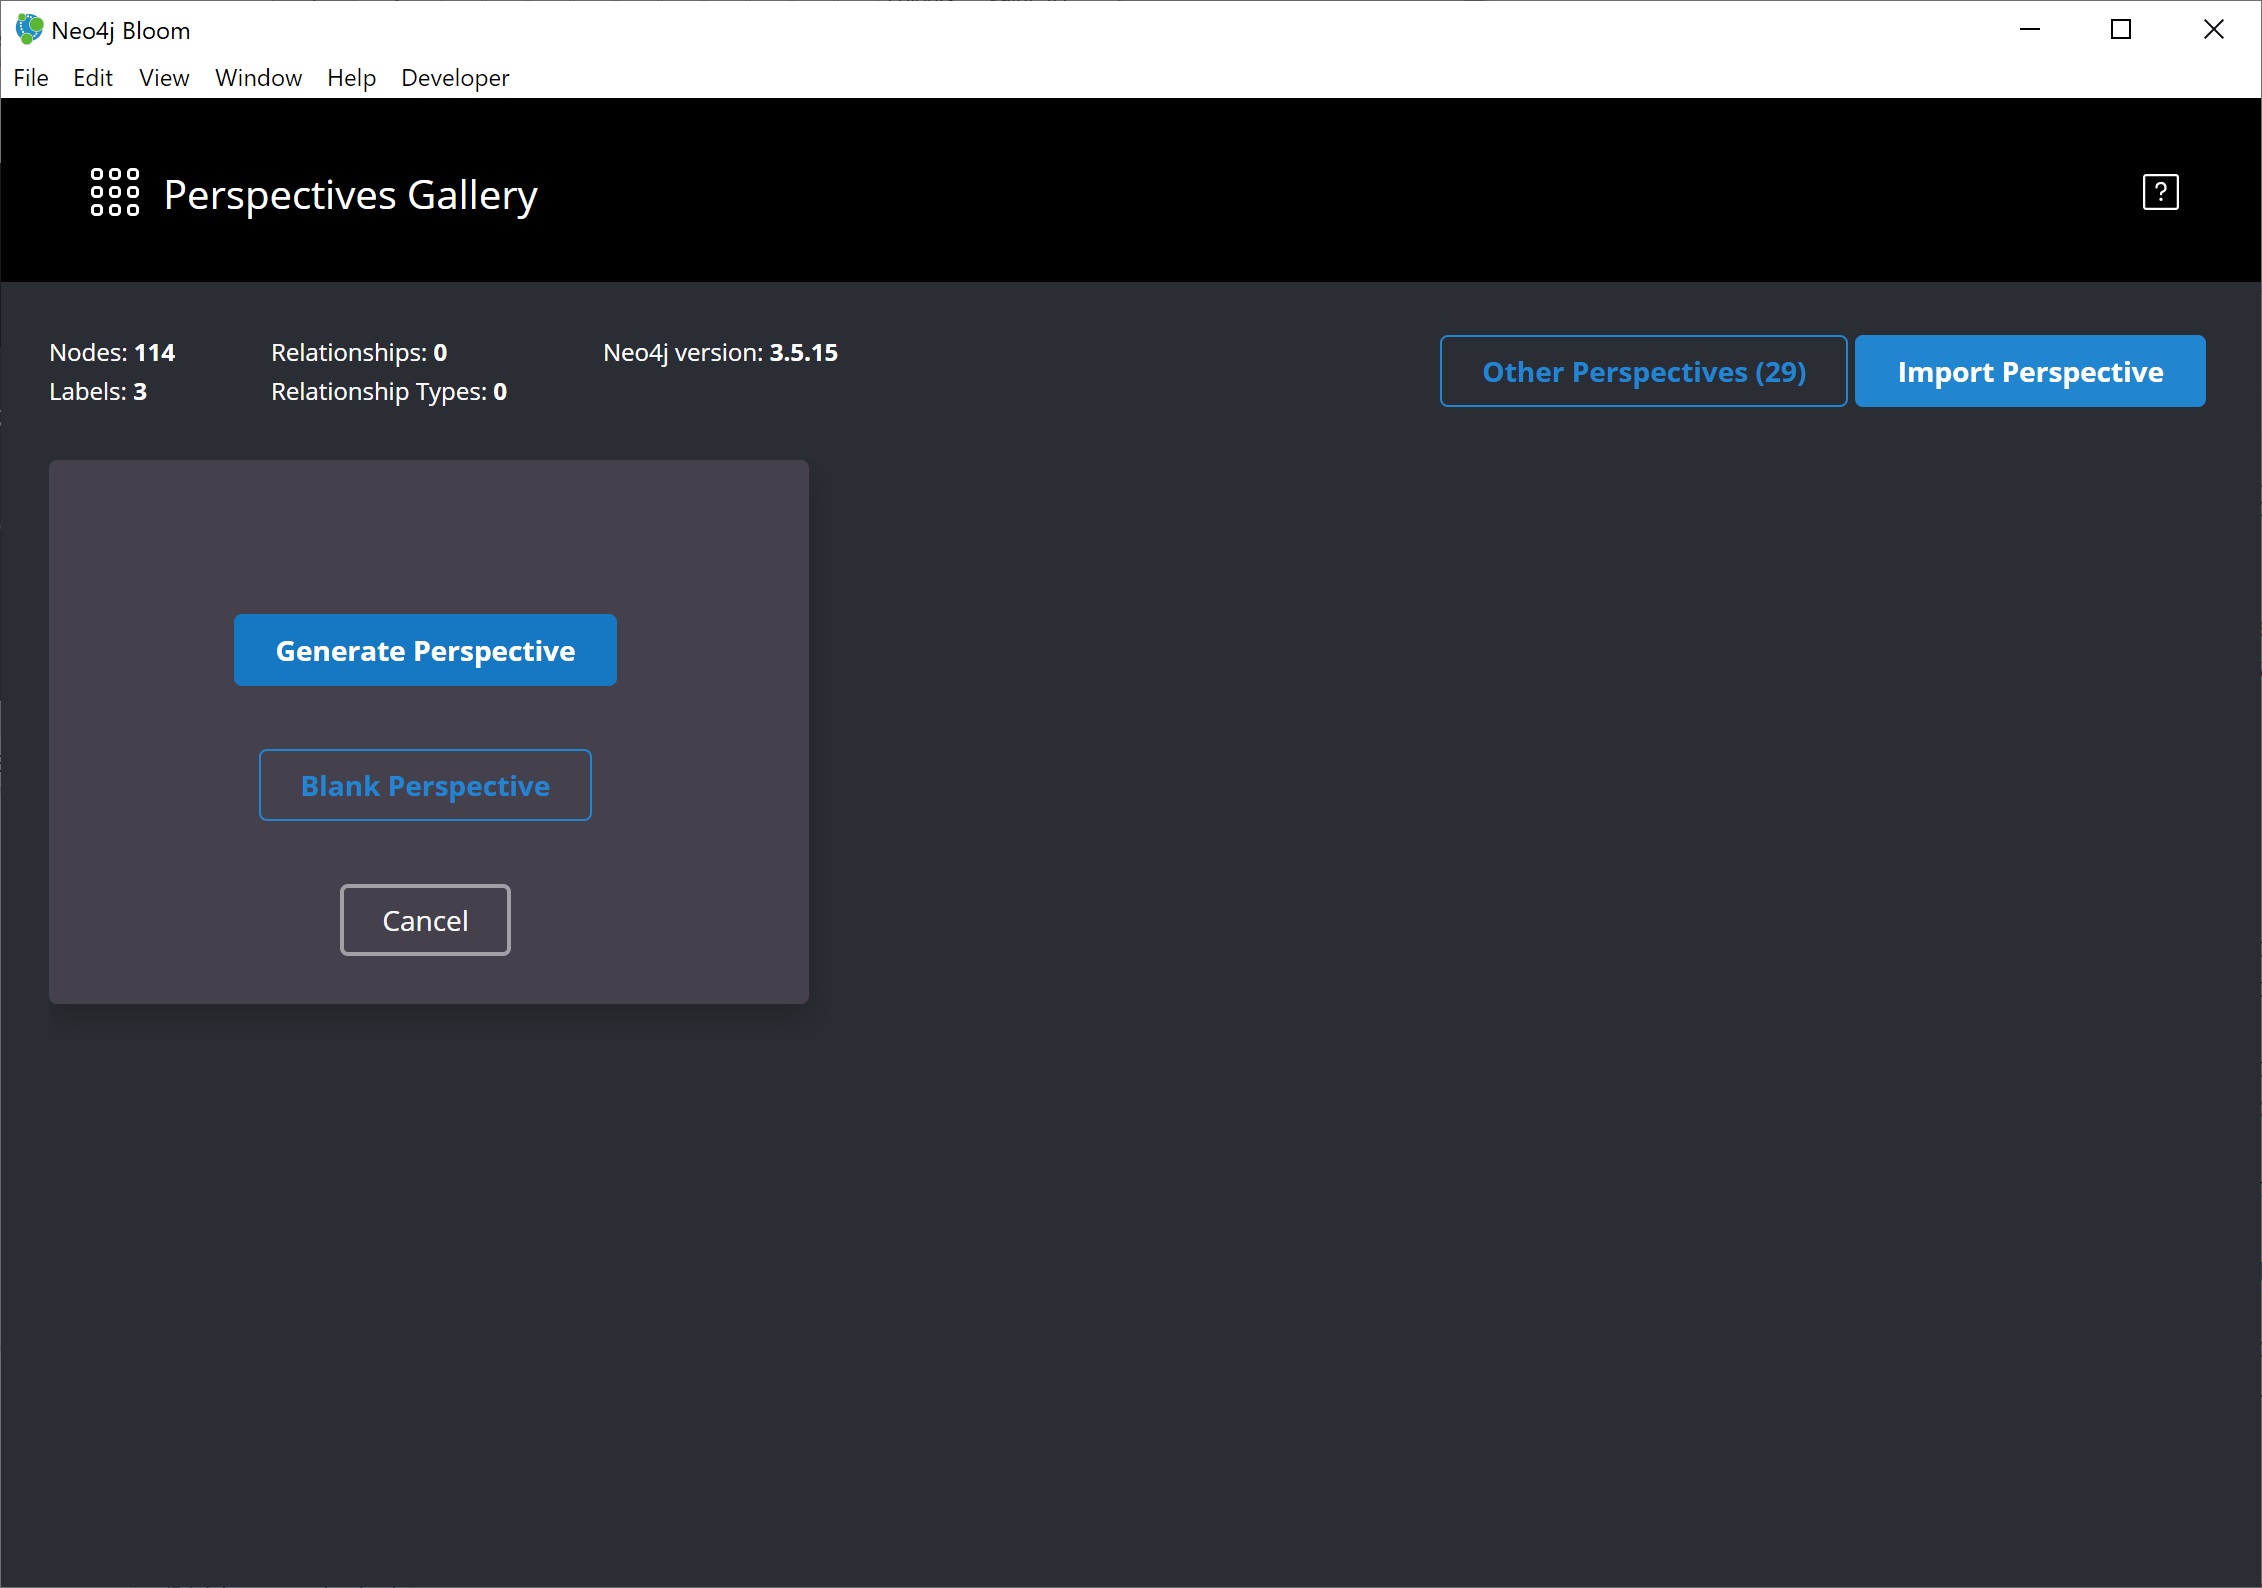 Neo4j Bloom
File Edit View Window Help Developer
Perspectives Gallery
?
Nodes: 114 Relationships: 0 Neo4j version: 3.5.15
Labels: 3 Relationship Types: 0
Other Perspectives (29) Import Perspective
Generate Perspective
Blank Perspective
Cancel